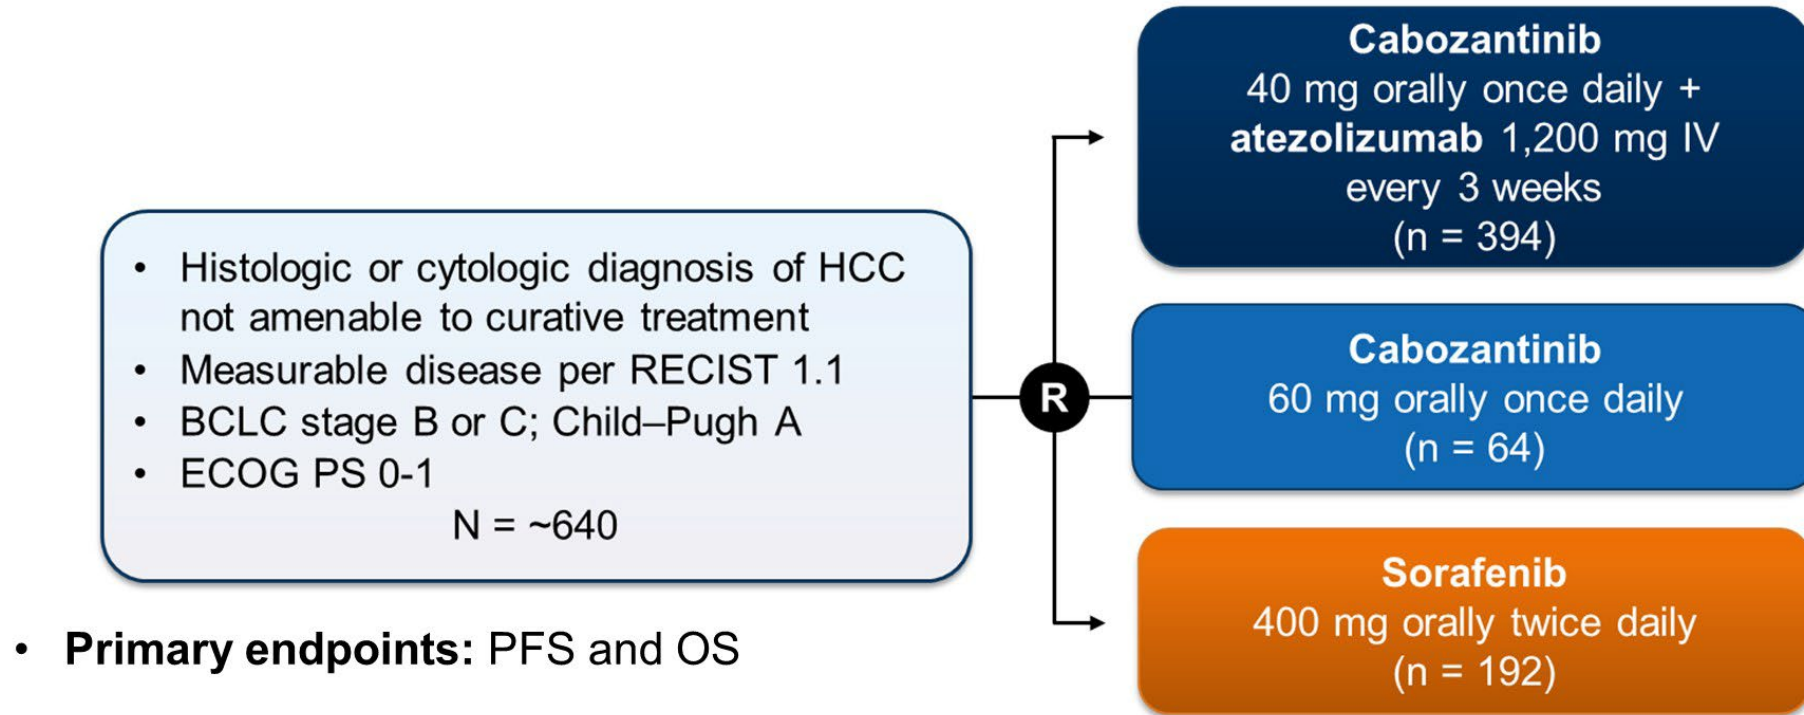 • Histologic or cytologic diagnosis of HCC
not amenable to curative treatment
• Measurable disease per RECIST 1.1
• BCLC stage B or C; Child–Pugh A
• ECOG PS 0-1
N = ~640
• Primary endpoints: PFS and OS
R
Cabozantinib
40 mg orally once daily +
atezolizumab 1,200 mg IV
every 3 weeks
(n = 394)
Cabozantinib
60 mg orally once daily
(n = 64)
Sorafenib
400 mg orally twice daily
(n = 192)